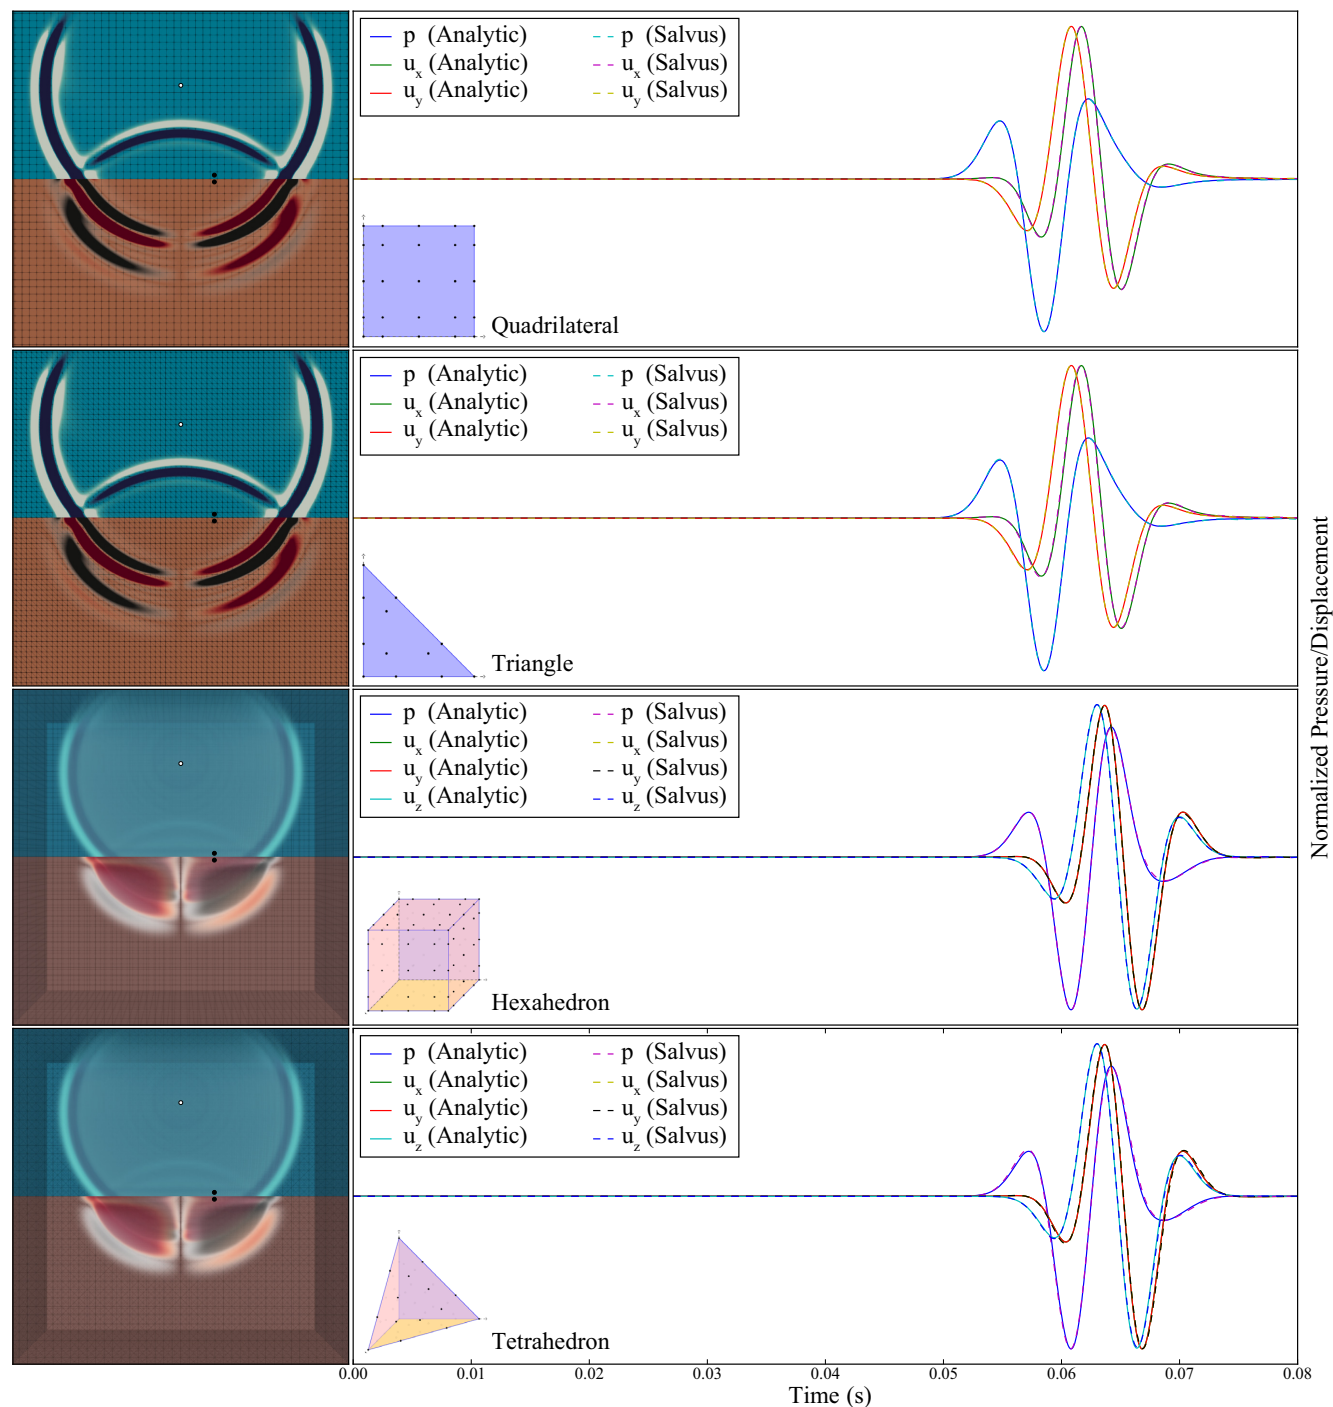 p (Analytic) p (Salvus)
u_x (Analytic) u_x (Salvus)
u_y (Analytic) u_y (Salvus)
Quadrilateral
p (Analytic) p (Salvus)
u_x (Analytic) u_x (Salvus)
u_y (Analytic) u_y (Salvus)
Triangle
p (Analytic) p (Salvus)
u_x (Analytic) u_x (Salvus)
u_y (Analytic) u_y (Salvus)
u_z (Analytic) u_z (Salvus)
Hexahedron
p (Analytic) p (Salvus)
u_x (Analytic) u_x (Salvus)
u_y (Analytic) u_y (Salvus)
u_z (Analytic) u_z (Salvus)
Tetrahedron
0.00 0.01 0.02 0.03 0.04 0.05 0.06 0.07 0.08
Time (s)
Normalized Pressure/Displacement